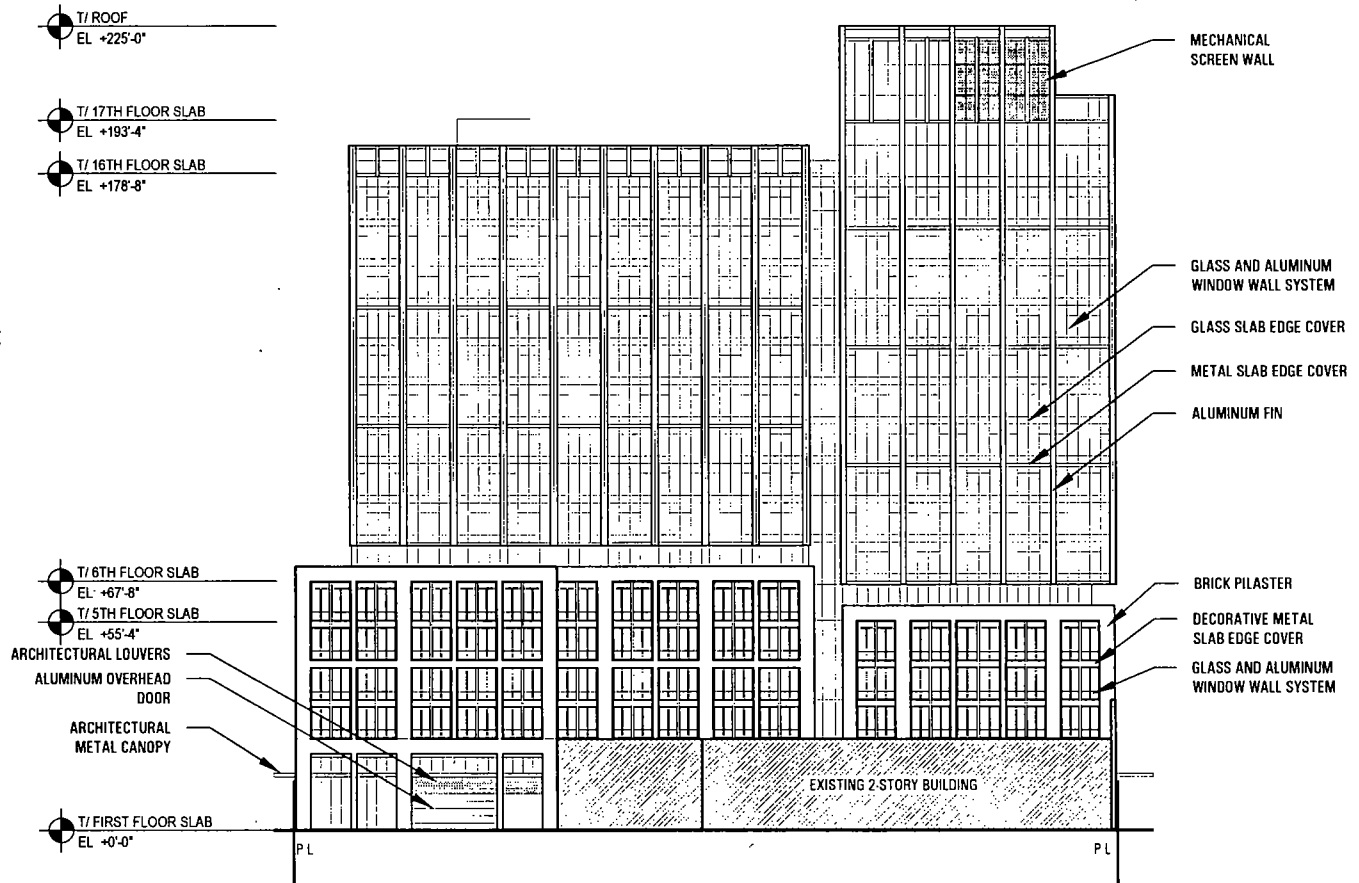 T/ ROOF
EL +225'-0"
T/ 17TH FLOOR SLAB
EL +193'-4"
T/ 16TH FLOOR SLAB
EL +178'-8"
T/ 6TH FLOOR SLAB
EL +67'-8"
T/ 5TH FLOOR SLAB
EL +55'-4"
ARCHITECTURAL LOUVERS
ALUMINUM OVERHEAD
DOOR
ARCHITECTURAL
METAL CANOPY
T/ FIRST FLOOR SLAB
EL +0'-0"
MECHANICAL
SCREEN WALL
GLASS AND ALUMINUM
WINDOW WALL SYSTEM
GLASS SLAB EDGE COVER
METAL SLAB EDGE COVER
ALUMINUM FIN
BRICK PILASTER
DECORATIVE METAL
SLAB EDGE COVER
GLASS AND ALUMINUM
WINDOW WALL SYSTEM
EXISTING 2-STORY BUILDING
P L
P L